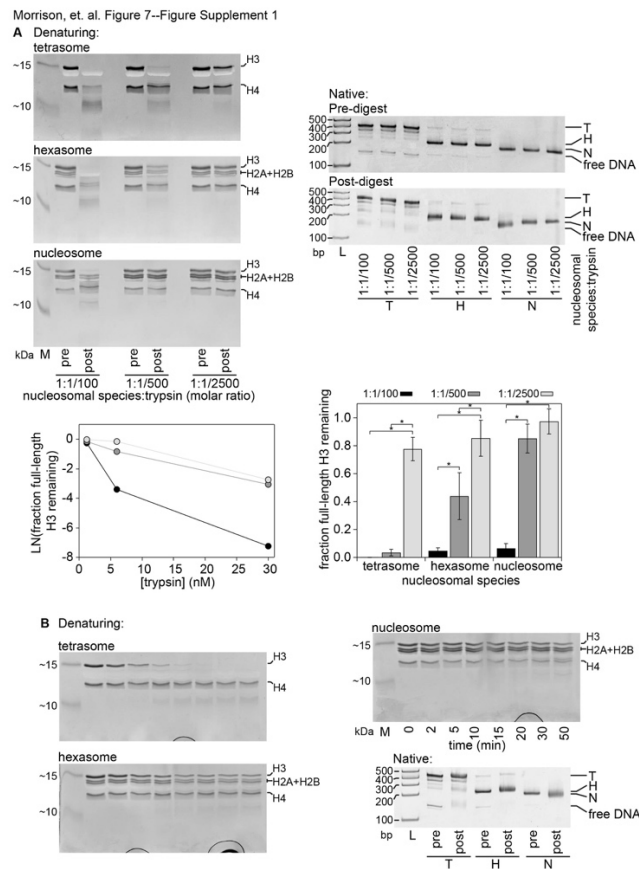 Morrison, et. al. Figure 7--Figure Supplement 1
A Denaturing:
tetrasome
~15
~10
H3
H4
hexasome
~15
~10
H3
H2A+H2B
H4
nucleosome
~15
~10
H3
H2A+H2B
H4
kDa M pre post pre post pre post
1:1/100 1:1/500 1:1/2500
nucleosomal species:trypsin (molar ratio)
Native:
Pre-digest
500
400
300
200
100
T
H
N
free DNA
Post-digest
500
400
300
200
100
T
H
N
free DNA
bp L 1:1/100 1:1/500 1:1/2500 1:1/100 1:1/500 1:1/2500 1:1/100 1:1/500 1:1/2500
nucleosomal
species:trypsin
T H N
LN(fraction full-length
H3 remaining)
0
-2
-4
-6
-8
0 5 10 15 20 25 30
[trypsin] (nM)
1:1/100 1:1/500 1:1/2500
fraction full-length H3 remaining
1.0
0.8
0.6
0.4
0.2
0.0
* * * * * *
tetrasome hexasome nucleosome
nucleosomal species
B Denaturing:
tetrasome
~15
~10
H3
H4
hexasome
~15
~10
H3
H2A+H2B
H4
nucleosome
~15
~10
H3
H2A+H2B
H4
kDa M 0 2 5 10 15 20 30 50
time (min)
Native:
500
400
300
200
100
T
H
N
free DNA
bp L pre post pre post pre post
T H N